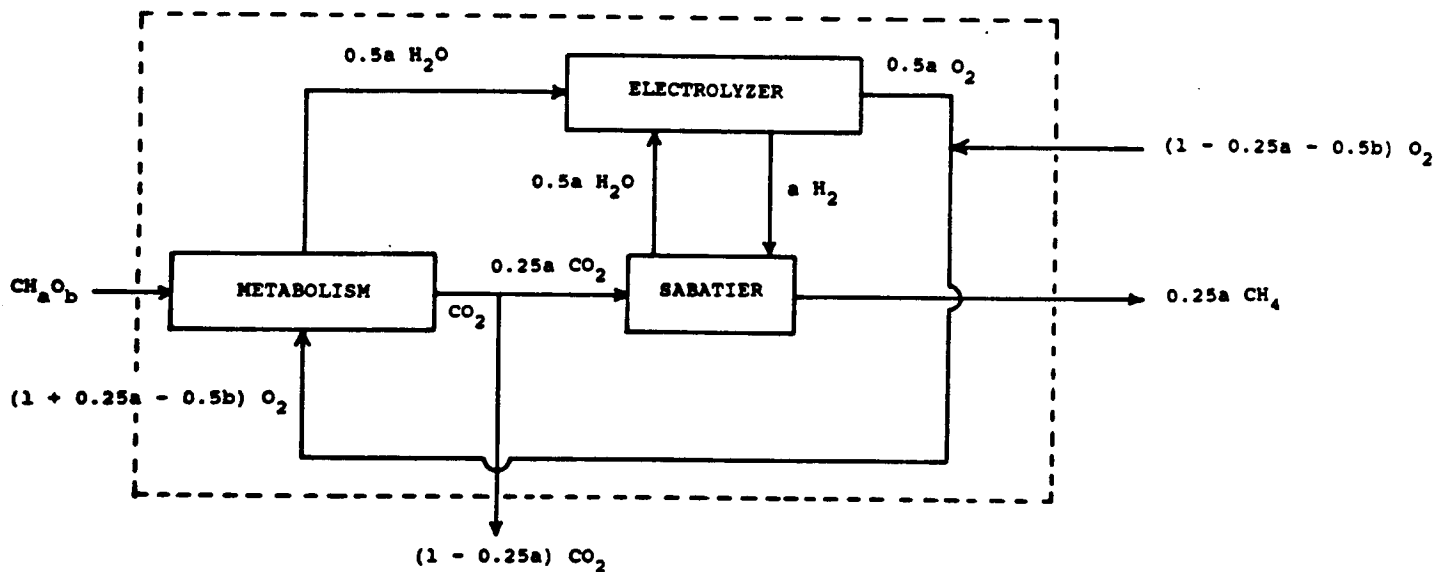 0.5a H₂O
0.5a O₂
ELECTROLYZER
(1 - 0.25a - 0.5b) O₂
0.5a H₂O
a H₂
0.25a CO₂
CHₐO_b
METABOLISM
SABATIER
0.25a CH₄
CO₂
(1 + 0.25a - 0.5b) O₂
(1 - 0.25a) CO₂